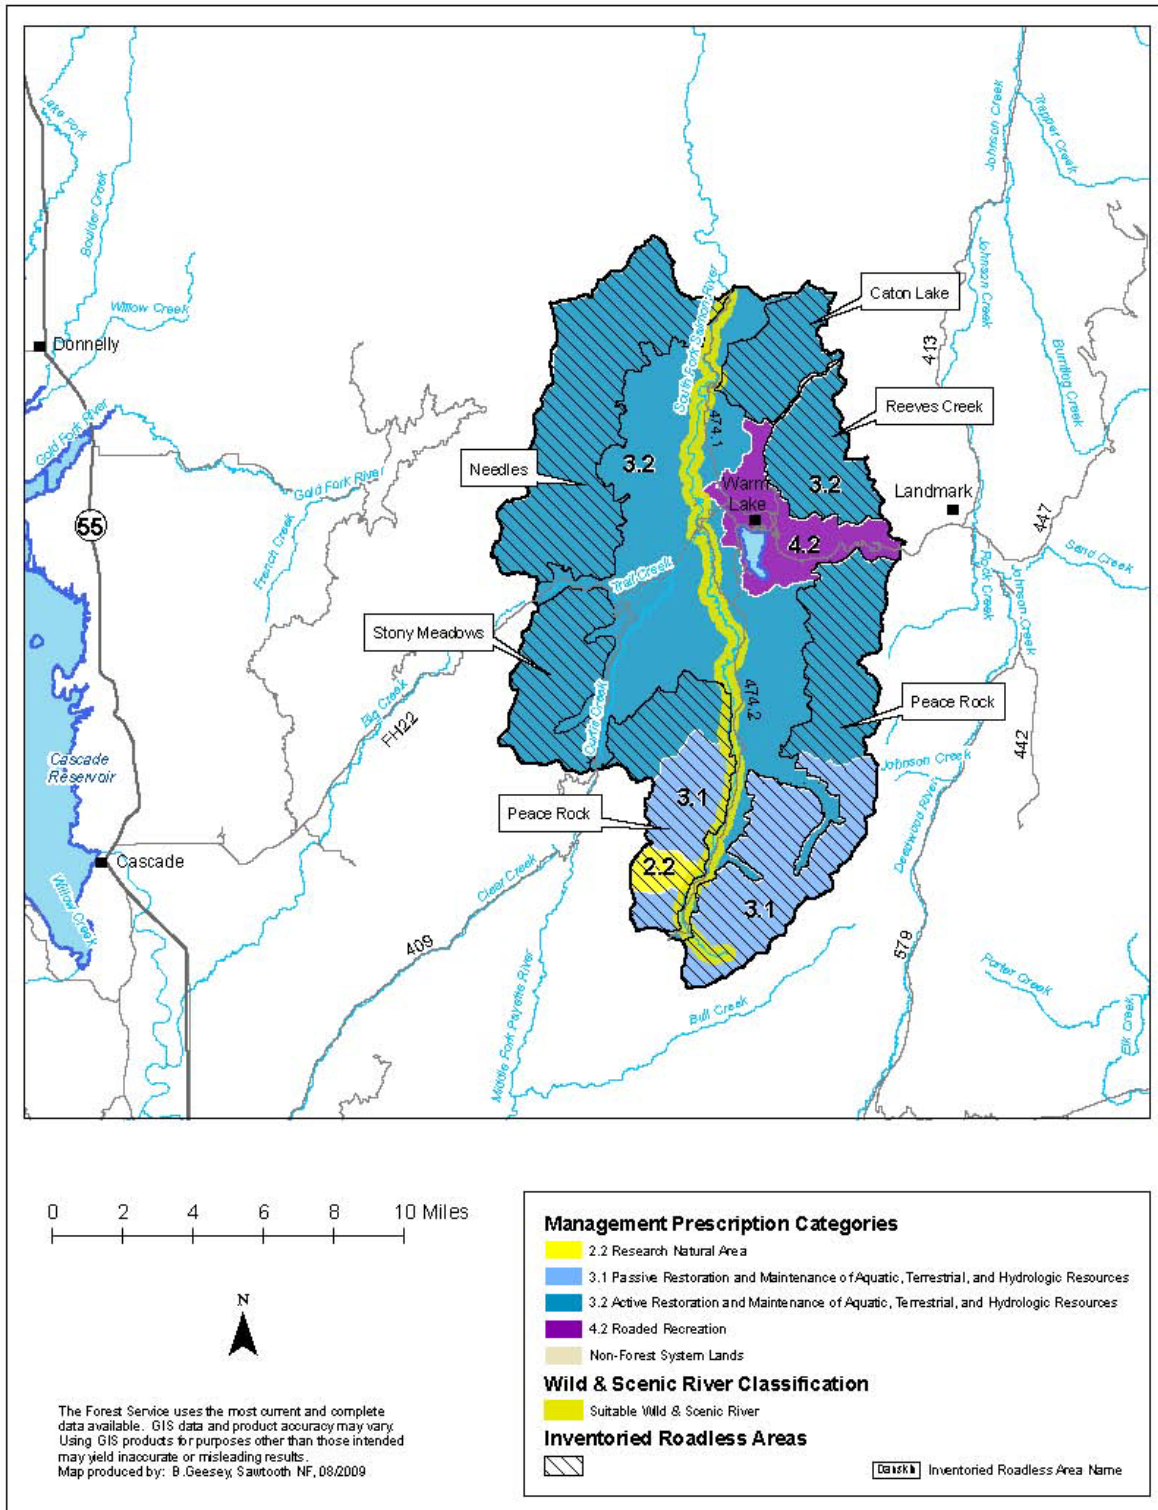 Lake Fork
Boulder Creek
Willow Creek
Donnelly
Gold Fork River
Gold Fork River
French Creek
55
Cascade
Reservoir
Cascade
Willow Creek
Big Creek
FH22
Clear Creek
409
Middle Fork Payette River
Bull Creek
South Fork Salmon River
474.1
474.2
Trail Creek
Curtis Creek
Needles
Stony Meadows
Peace Rock
Caton Lake
Reeves Creek
Peace Rock
3.2
3.2
Warm
Lake
4.2
3.1
2.2
3.1
Johnson Creek
Trapper Creek
Johnson Creek
413
Burntlog Creek
Landmark
447
Sand Creek
Rock Creek
Johnson Creek
442
Johnson Creek
Deadwood River
579
Porter Creek
Elk Creek
0 2 4 6 8 10 Miles
N
The Forest Service uses the most current and complete
data available. GIS data and product accuracy may vary.
Using GIS products for purposes other than those intended
may yield inaccurate or misleading results.
Map produced by: B.Geesey, Sawtooth NF, 08/2009
Management Prescription Categories
2.2 Research Natural Area
3.1 Passive Restoration and Maintenance of Aquatic, Terrestrial, and Hydrologic Resources
3.2 Active Restoration and Maintenance of Aquatic, Terrestrial, and Hydrologic Resources
4.2 Roaded Recreation
Non-Forest System Lands
Wild & Scenic River Classification
Suitable Wild & Scenic River
Inventoried Roadless Areas
Inventoried Roadless Area Name